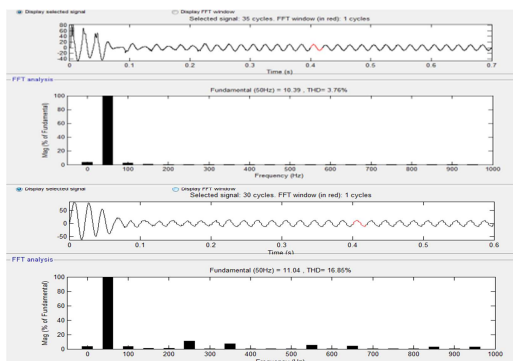 Display selected signal Display FFT window
Selected signal: 35 cycles. FFT window (in red): 1 cycles
80
60
40
20
0
-20
-40
0 0.1 0.2 0.3 0.4 0.5 0.6 0.7
Time (s)
FFT analysis
Fundamental (50Hz) = 10.39 , THD= 3.76%
Mag (% of Fundamental)
100
80
60
40
20
0
0 100 200 300 400 500 600 700 800 900 1000
Frequency (Hz)
Display selected signal Display FFT window
Selected signal: 30 cycles. FFT window (in red): 1 cycles
50
0
-50
0 0.1 0.2 0.3 0.4 0.5 0.6
Time (s)
FFT analysis
Fundamental (50Hz) = 11.04 , THD= 16.85%
Mag (% of Fundamental)
100
80
60
40
20
0
0 100 200 300 400 500 600 700 800 900 1000
Frequency (Hz)